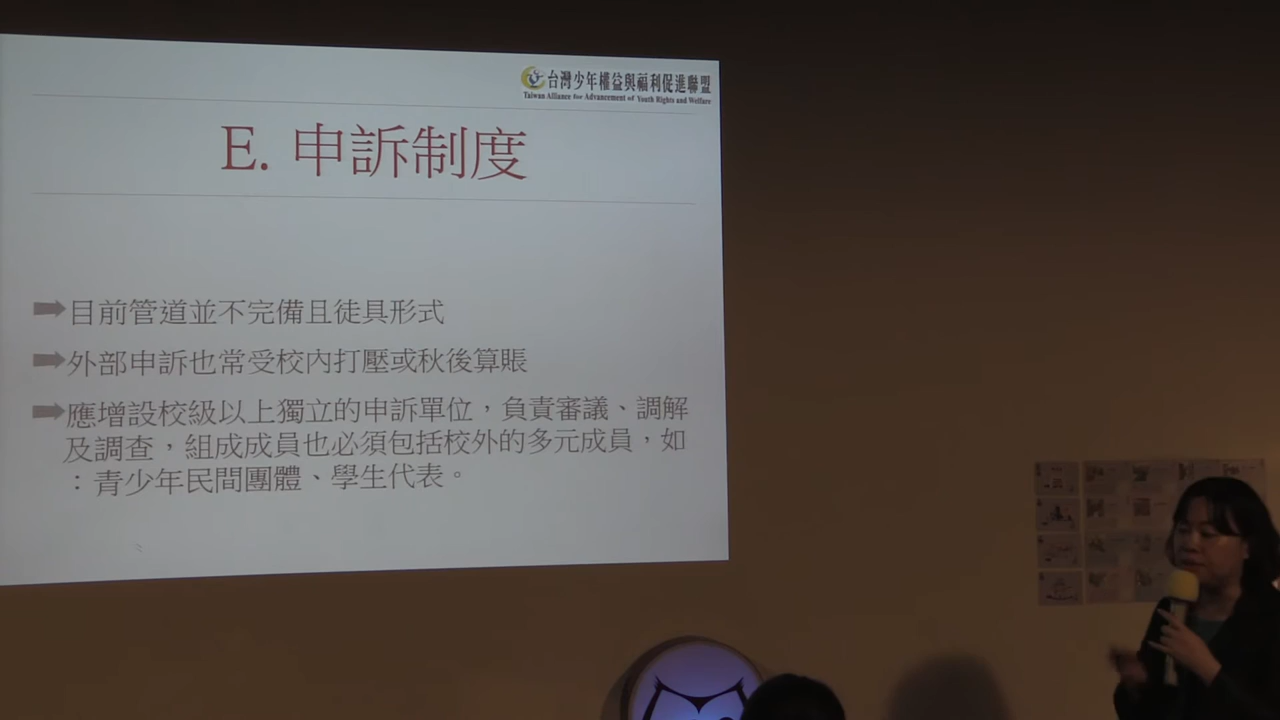 台灣少年權益與福利促進聯盟
Taiwan Alliance for Advancement of Youth Rights and Welfare
E. 申訴制度
目前管道並不完備且徒具形式
外部申訴也常受校內打壓或秋後算賬
應增設校級以上獨立的申訴單位，負責審議、調解
及調查，組成成員也必須包括校外的多元成員，如
：青少年民間團體、學生代表。